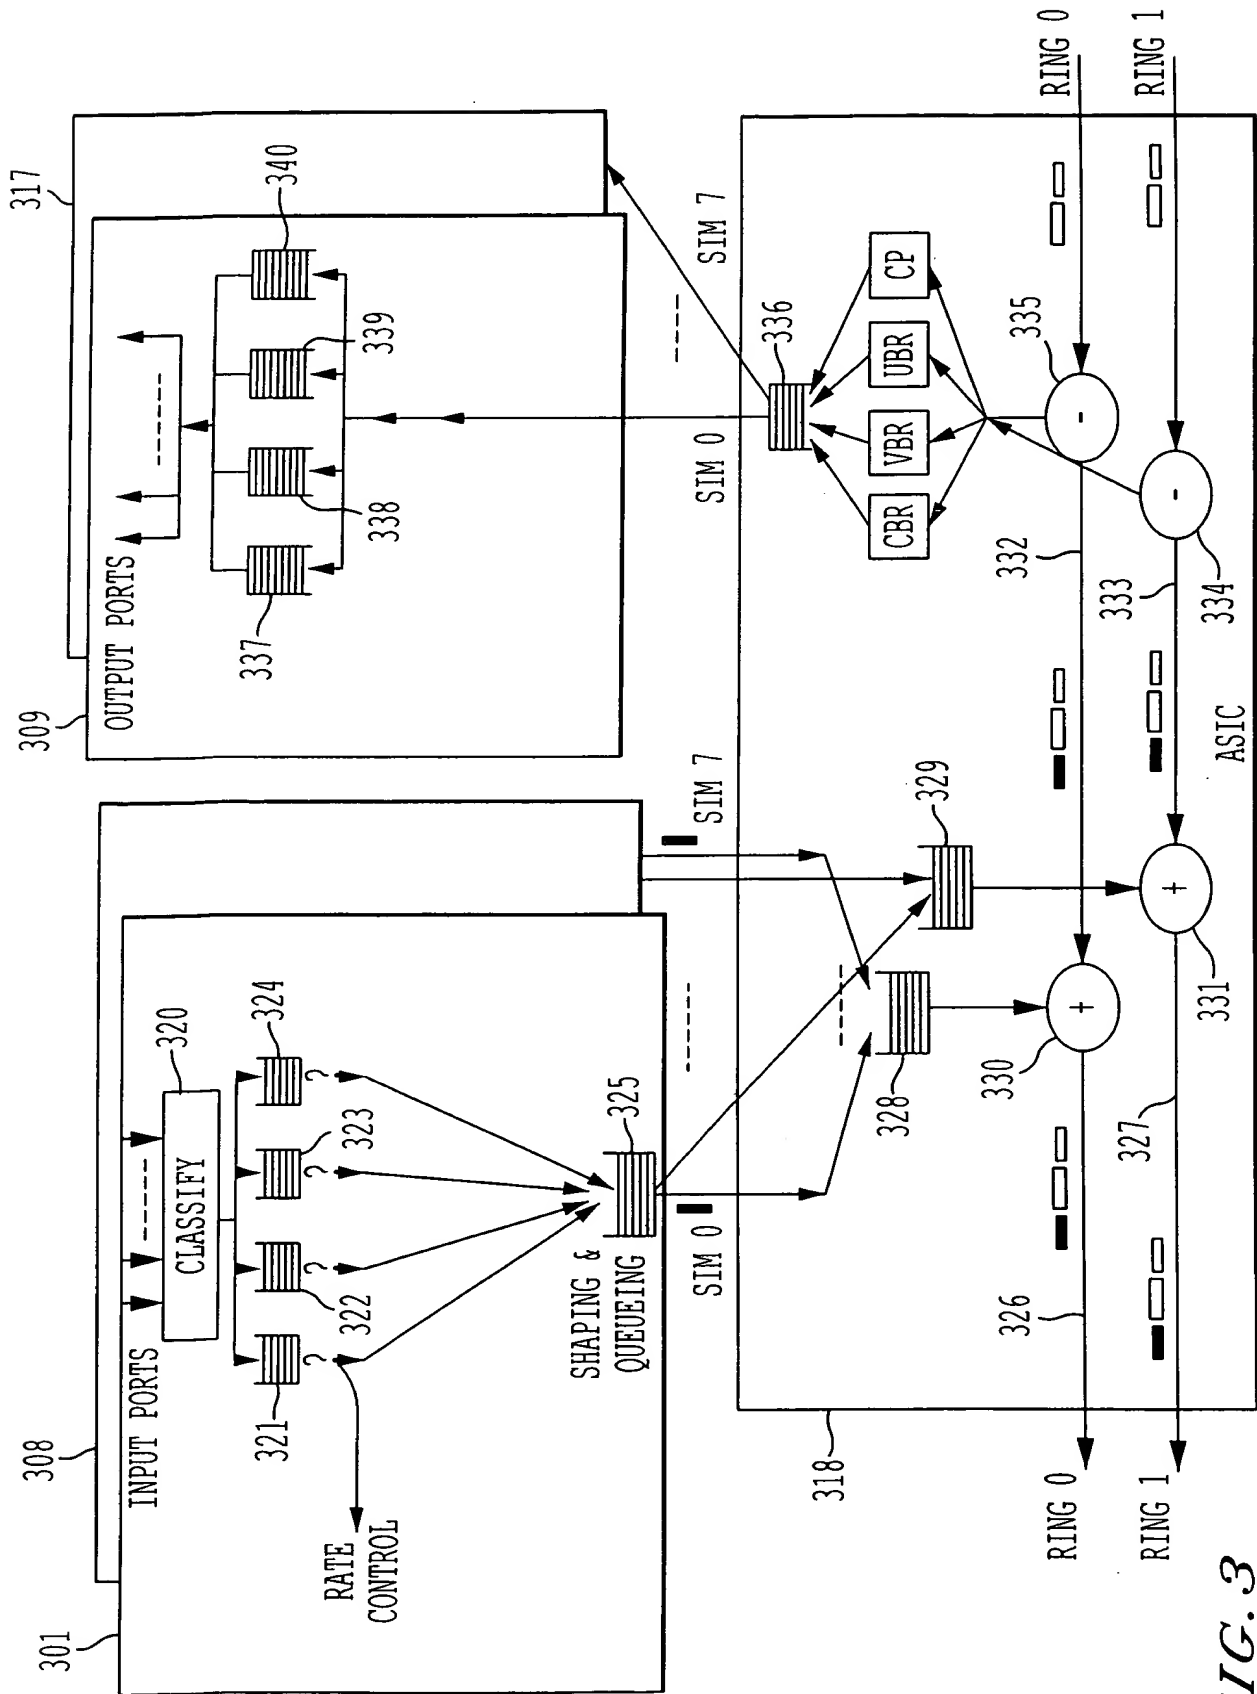 301
308
INPUT PORTS
CLASSIFY
320
321
322
323
324
?
?
?
?
RATE
CONTROL
SHAPING &
QUEUEING
325
SIM 0
SIM 7
309
317
OUTPUT PORTS
337
338
339
340
SIM 0
SIM 7
318
336
CBR
VBR
UBR
CP
328
329
330
+
331
+
332
333
334
-
335
-
326
327
RING 0
RING 1
RING 0
RING 1
ASIC
FIG. 3